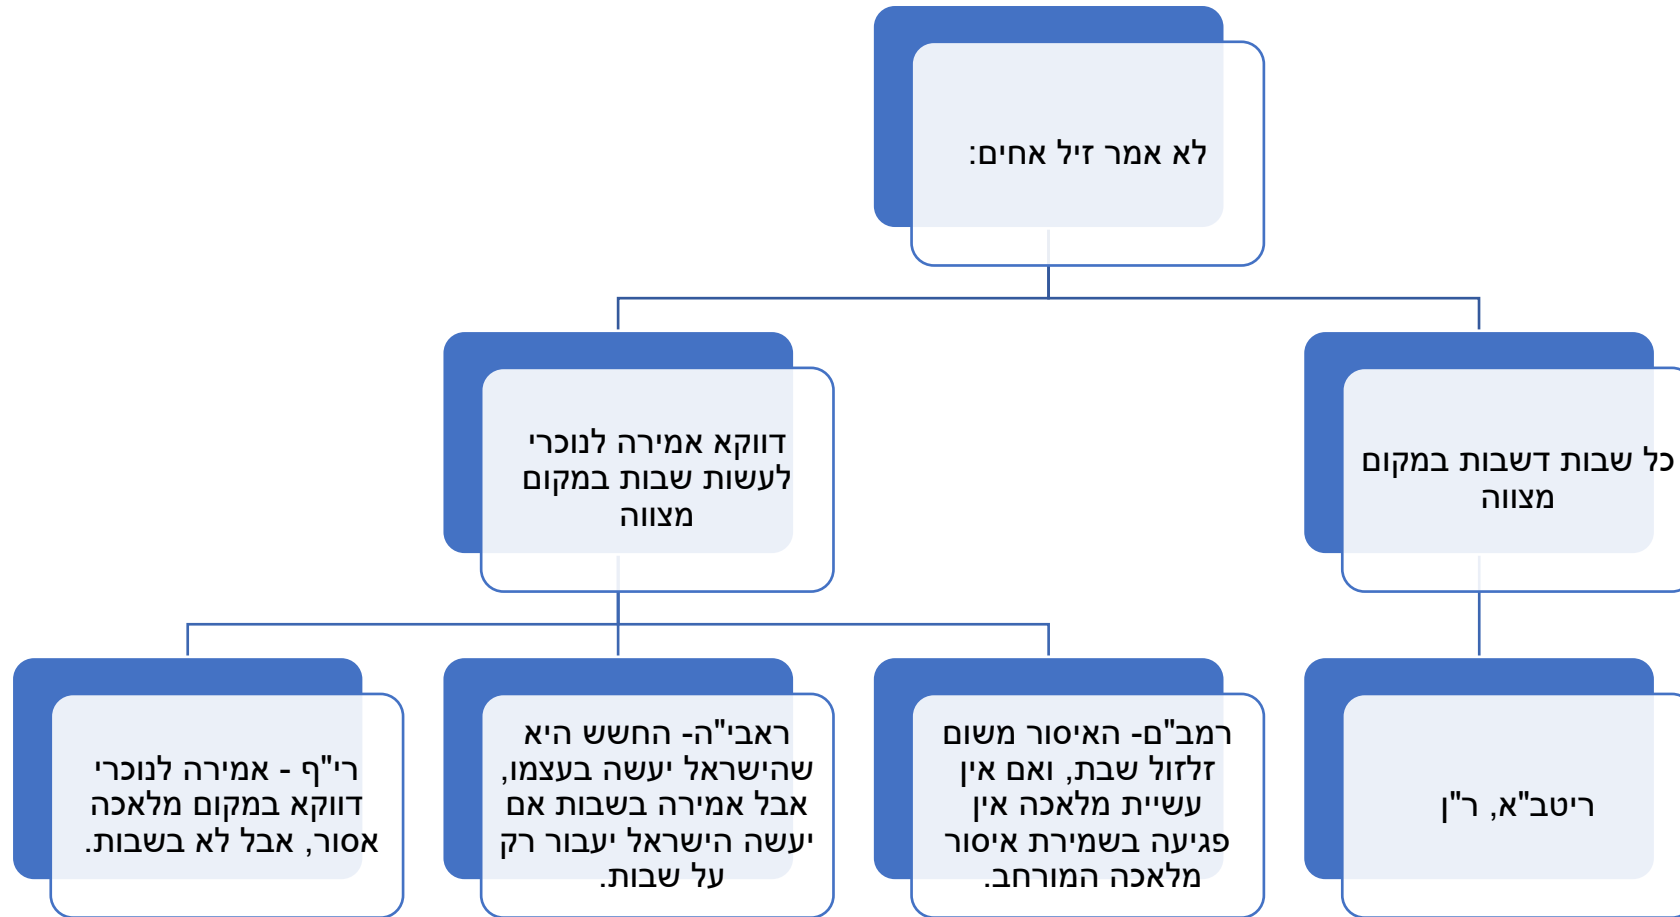 לא אמר זיל אחים:
כל שבות דשבות במקום
מצווה
דווקא אמירה לנוכרי
לעשות שבות במקום
מצווה
ריטב"א, ר"ן
רמב"ם- האיסור משום
זלזול שבת, ואם אין
עשיית מלאכה אין
פגיעה בשמירת איסור
מלאכה המורחב.
ראבי"ה- החשש היא
שהישראל יעשה בעצמו,
אבל אמירה בשבות אם
יעשה הישראל יעבור רק
על שבות.
רי"ף - אמירה לנוכרי
דווקא במקום מלאכה
אסור, אבל לא בשבות.